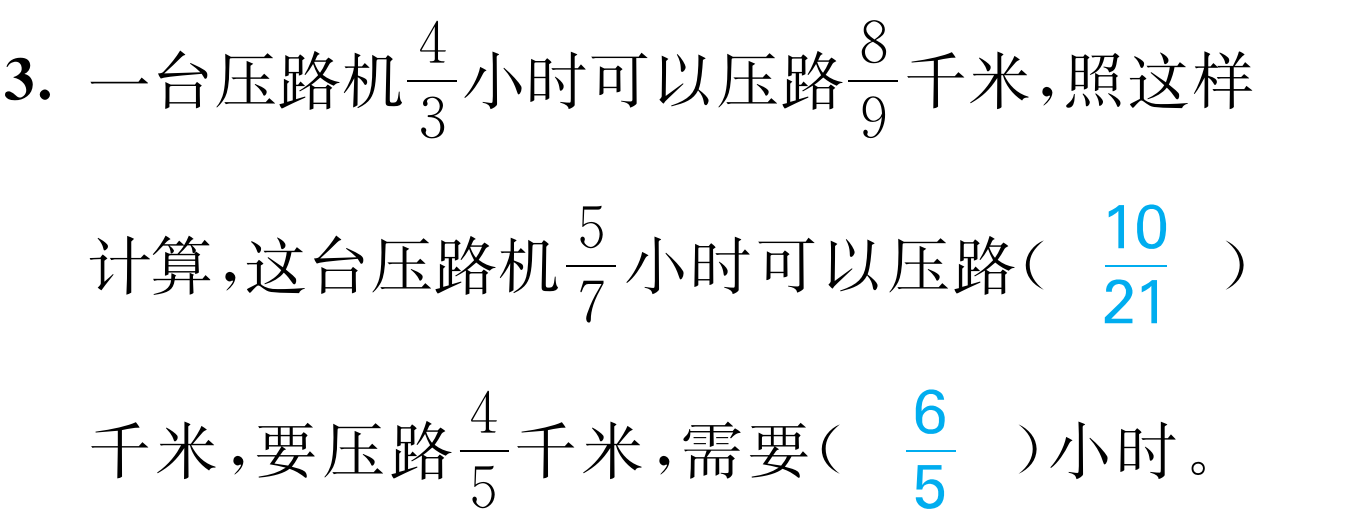 3. 一台压路机4/3小时可以压路8/9千米,照这样
计算,这台压路机5/7小时可以压路( 10/21 )
千米,要压路4/5千米,需要( 6/5 )小时。